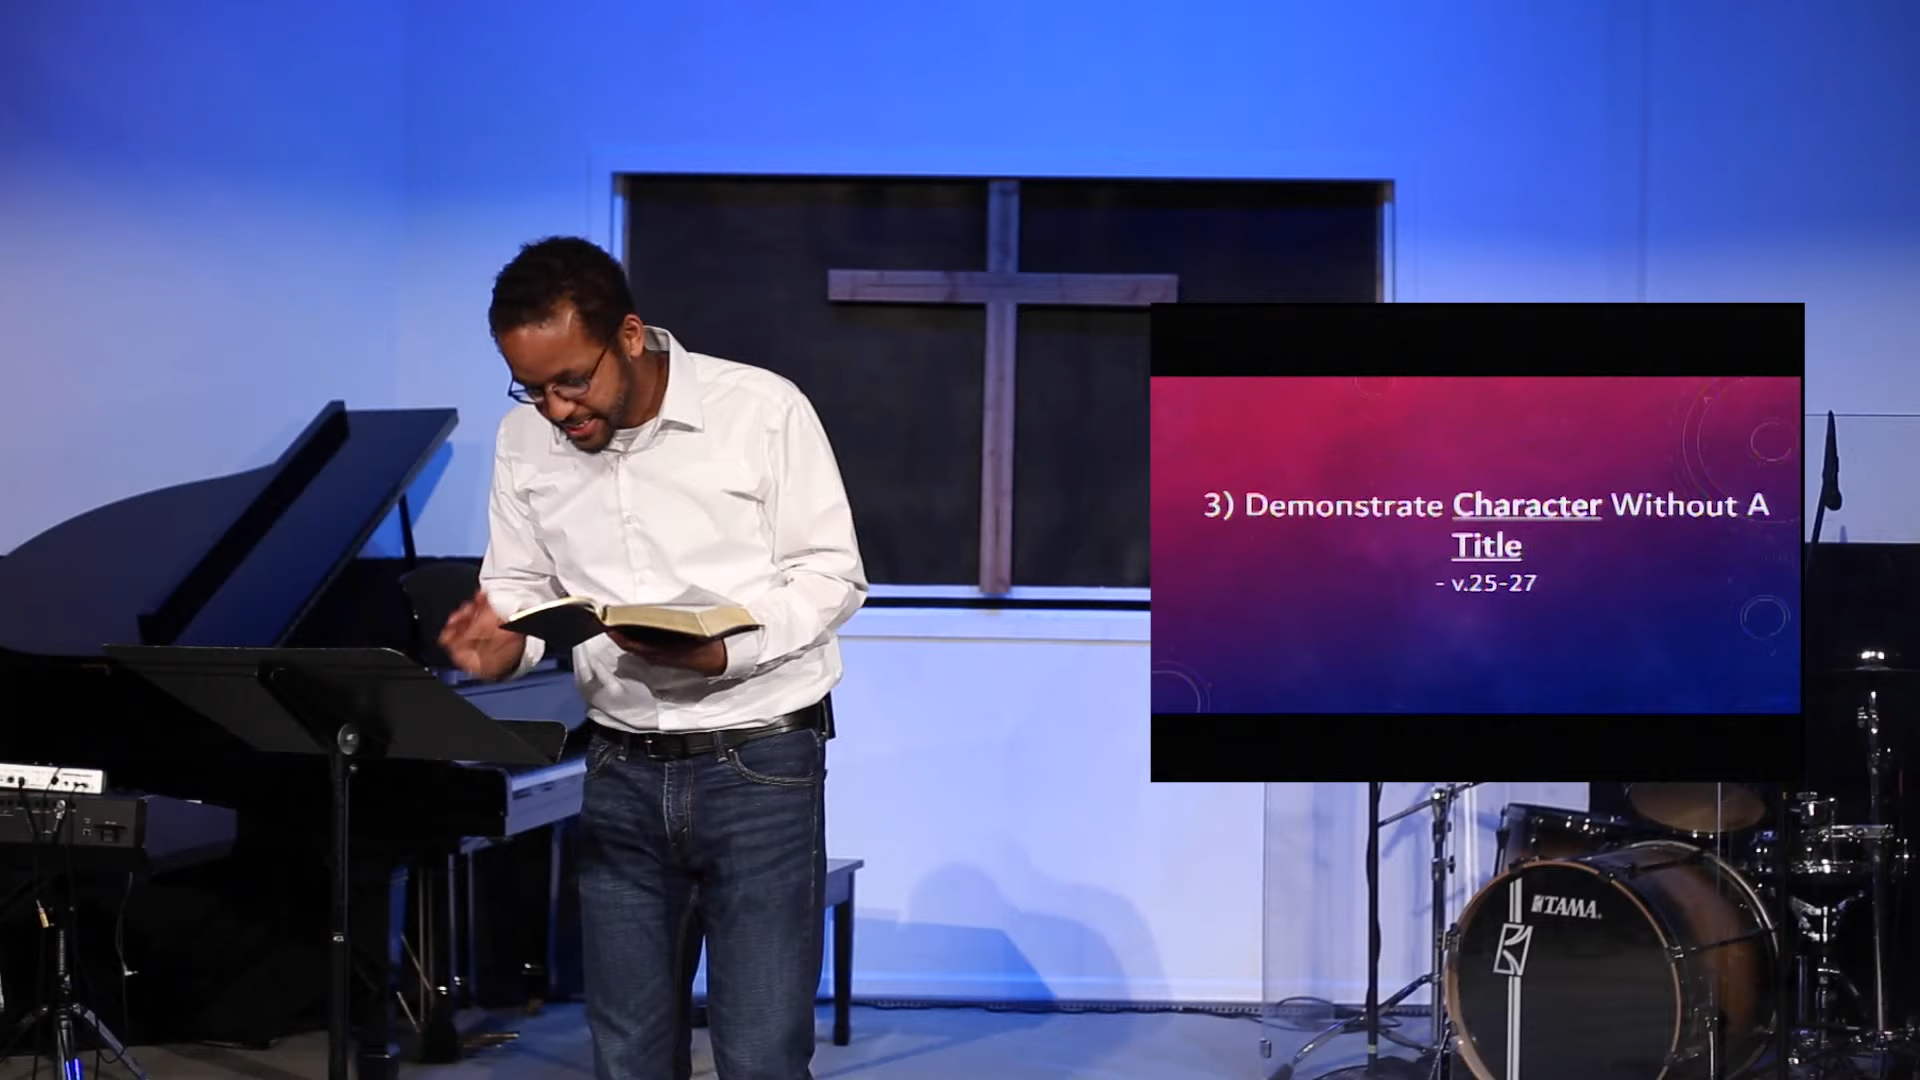 3) Demonstrate Character Without A
Title
- v.25-27
TAMA